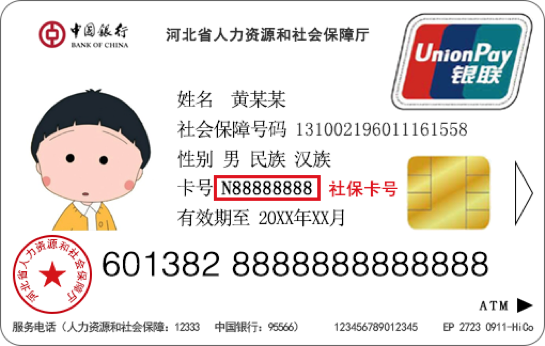 中国银行
BANK OF CHINA
河北省人力资源和社会保障厅
UnionPay
银联
姓名 黄某某
社会保障号码 131002196011161558
性别 男 民族 汉族
卡号 N88888888 社保卡号
有效期至 20XX年XX月
河北省人力资源和社会保障厅
601382 8888888888888
ATM
服务电话（人力资源和社会保障：12333 中国银行：95566） 123456789012345 EP 2723 0911-HiCo